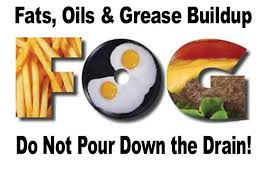 Fats, Oils & Grease Buildup
FOG
Do Not Pour Down the Drain!